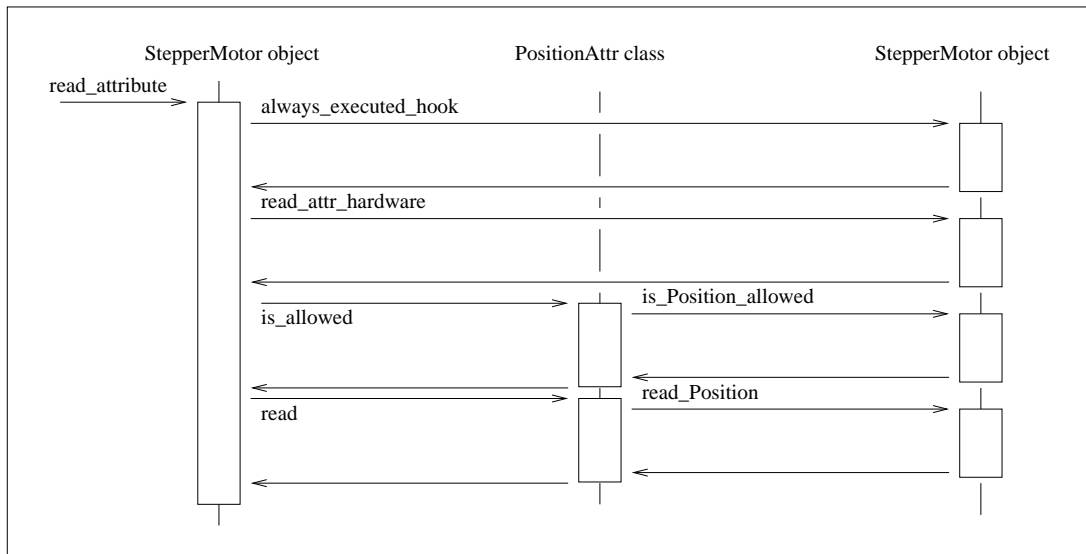 StepperMotor object
PositionAttr class
StepperMotor object
read_attribute
always_executed_hook
read_attr_hardware
is_Position_allowed
is_allowed
read_Position
read